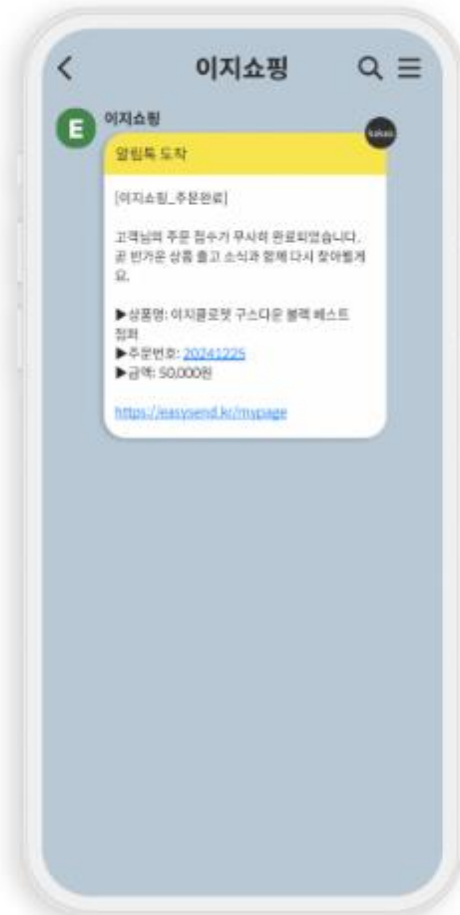 이지쇼핑
E
이지쇼핑
kakao
알림톡 도착
[이지쇼핑_주문완료]
고객님의 주문 접수가 무사히 완료되었습니다.
곧 반가운 상품 출고 소식과 함께 다시 찾아뵐게
요.
▶상품명: 이지클로젯 구스다운 블랙 베스트
점퍼
▶주문번호: 20241225
▶금액: 50,000원
https://easysend.kr/mypage